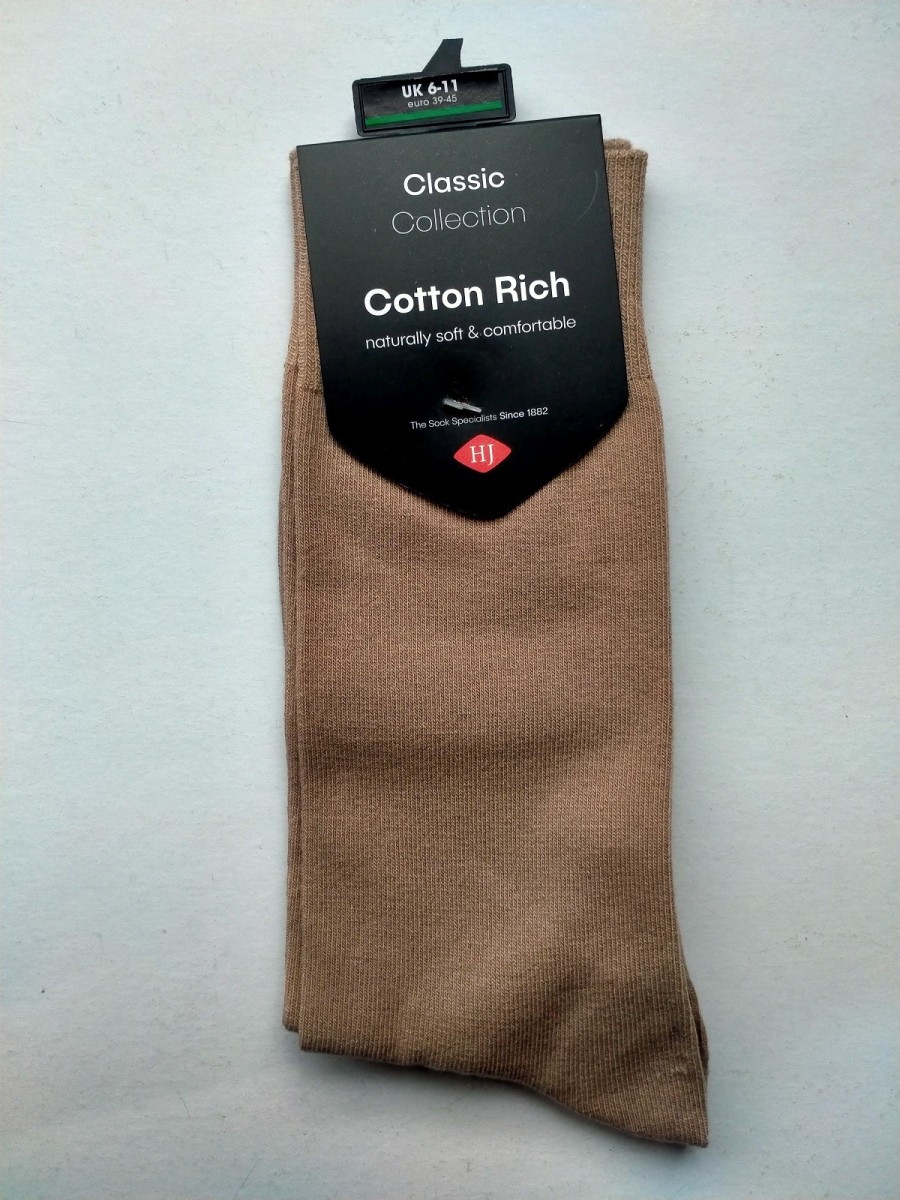 UK 6-11
euro 39-45
Classic
Collection
Cotton Rich
naturally soft & comfortable
The Sock Specialists Since 1882
HJ